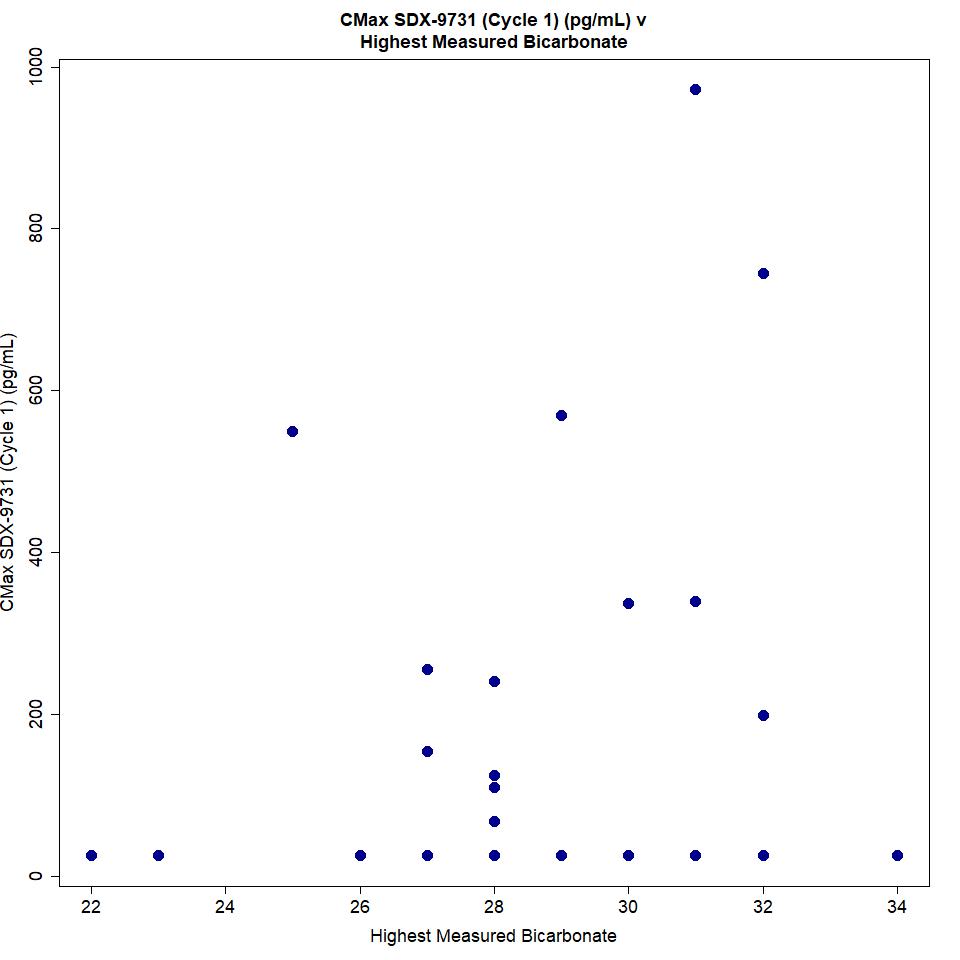 CMax SDX-9731 (Cycle 1) (pg/mL) v
Highest Measured Bicarbonate
CMax SDX-9731 (Cycle 1) (pg/mL)
1000
800
600
400
200
0
22 24 26 28 30 32 34
Highest Measured Bicarbonate